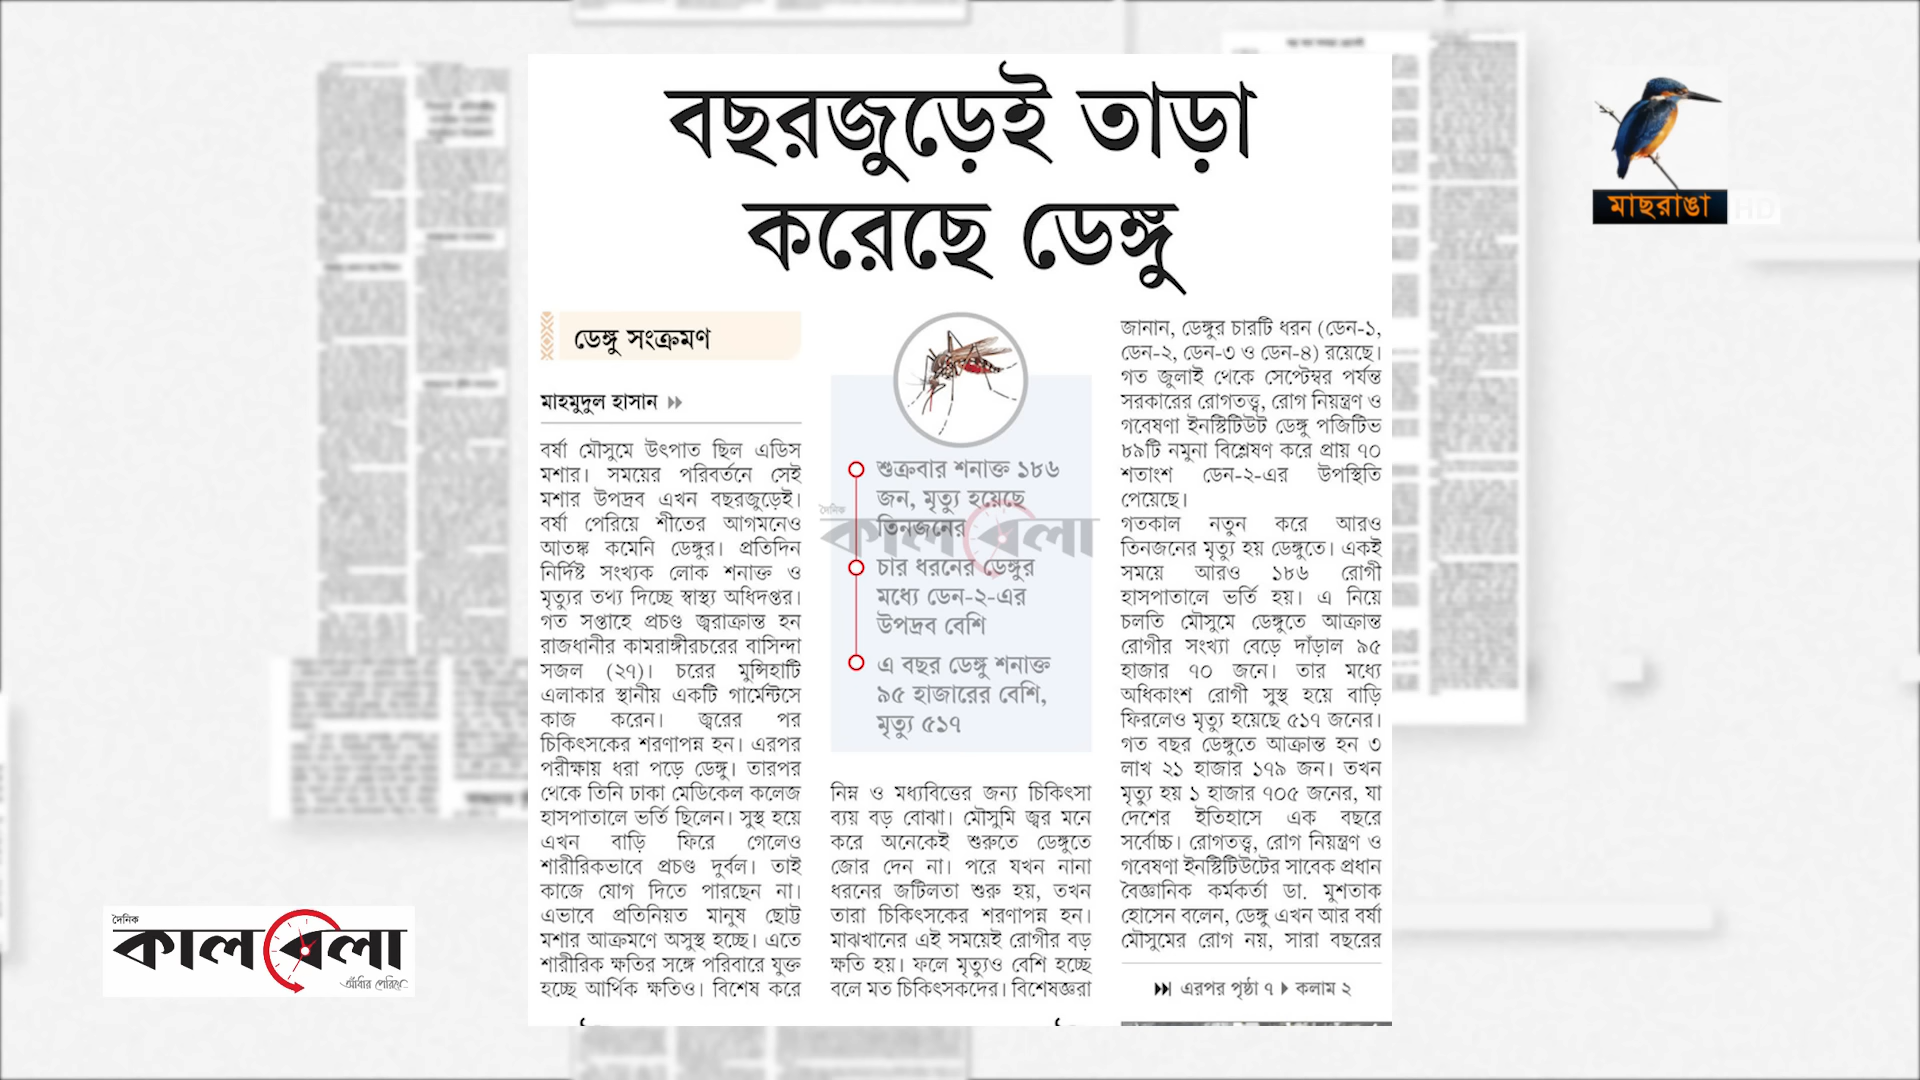 বছরজুড়েই তাড়া
করেছে ডেঙ্গু
মাছরাঙা HD
ডেঙ্গু সংক্রমণ
মাহমুদুল হাসান
বর্ষা মৌসুমে উৎপাত ছিল এডিস
মশার। সময়ের পরিবর্তনে সেই
মশার উপদ্রব এখন বছরজুড়েই।
বর্ষা পেরিয়ে শীতের আগমনেও
আতঙ্ক কমেনি ডেঙ্গুর। প্রতিদিন
নির্দিষ্ট সংখ্যক লোক শনাক্ত ও
মৃত্যুর তথ্য দিচ্ছে স্বাস্থ্য অধিদপ্তর।
গত সপ্তাহে প্রচণ্ড জ্বরাক্রান্ত হন
রাজধানীর কামরাঙ্গীরচরের বাসিন্দা
সজল (২৭)। চরের মুন্সিহাটি
এলাকার স্থানীয় একটি গার্মেন্টসে
কাজ করেন। জ্বরের পর
চিকিৎসকের শরণাপন্ন হন। এরপর
পরীক্ষায় ধরা পড়ে ডেঙ্গু। তারপর
থেকে তিনি ঢাকা মেডিকেল কলেজ
হাসপাতালে ভর্তি ছিলেন। সুস্থ হয়ে
এখন বাড়ি ফিরে গেলেও
শারীরিকভাবে প্রচণ্ড দুর্বল। তাই
কাজে যোগ দিতে পারছেন না।
এভাবে প্রতিনিয়ত মানুষ ছোট্ট
মশার আক্রমণে অসুস্থ হচ্ছে। এতে
শারীরিক ক্ষতির সঙ্গে পরিবারে যুক্ত
হচ্ছে আর্থিক ক্ষতিও। বিশেষ করে
শুক্রবার শনাক্ত ১৮৬
জন, মৃত্যু হয়েছে
তিনজনের
দৈনিক কালবেলা
চার ধরনের ডেঙ্গুর
মধ্যে ডেন-২-এর
উপদ্রব বেশি
এ বছর ডেঙ্গু শনাক্ত
৯৫ হাজারের বেশি,
মৃত্যু ৫১৭
নিম্ন ও মধ্যবিত্তের জন্য চিকিৎসা
ব্যয় বড় বোঝা। মৌসুমি জ্বর মনে
করে অনেকেই শুরুতে ডেঙ্গুতে
জোর দেন না। পরে যখন নানা
ধরনের জটিলতা শুরু হয়, তখন
তারা চিকিৎসকের শরণাপন্ন হন।
মাঝখানের এই সময়েই রোগীর বড়
ক্ষতি হয়। ফলে মৃত্যুও বেশি হচ্ছে
বলে মত চিকিৎসকদের। বিশেষজ্ঞরা
জানান, ডেঙ্গুর চারটি ধরন (ডেন-১,
ডেন-২, ডেন-৩ ও ডেন-৪) রয়েছে।
গত জুলাই থেকে সেপ্টেম্বর পর্যন্ত
সরকারের রোগতত্ত্ব, রোগ নিয়ন্ত্রণ ও
গবেষণা ইনস্টিটিউট ডেঙ্গু পজিটিভ
৮৯টি নমুনা বিশ্লেষণ করে প্রায় ৭০
শতাংশ ডেন-২-এর উপস্থিতি
পেয়েছে।
গতকাল নতুন করে আরও
তিনজনের মৃত্যু হয় ডেঙ্গুতে। একই
সময়ে আরও ১৮৬ রোগী
হাসপাতালে ভর্তি হয়। এ নিয়ে
চলতি মৌসুমে ডেঙ্গুতে আক্রান্ত
রোগীর সংখ্যা বেড়ে দাঁড়াল ৯৫
হাজার ৭০ জনে। তার মধ্যে
অধিকাংশ রোগী সুস্থ হয়ে বাড়ি
ফিরলেও মৃত্যু হয়েছে ৫১৭ জনের।
গত বছর ডেঙ্গুতে আক্রান্ত হন ৩
লাখ ২১ হাজার ১৭৯ জন। তখন
মৃত্যু হয় ১ হাজার ৭০৫ জনের, যা
দেশের ইতিহাসে এক বছরে
সর্বোচ্চ। রোগতত্ত্ব, রোগ নিয়ন্ত্রণ ও
গবেষণা ইনস্টিটিউটের সাবেক প্রধান
বৈজ্ঞানিক কর্মকর্তা ডা. মুশতাক
হোসেন বলেন, ডেঙ্গু এখন আর বর্ষা
মৌসুমের রোগ নয়, সারা বছরের
এরপর পৃষ্ঠা ৭ কলাম ২
দৈনিক
কালবেলা
আঁধার পেরিয়ে